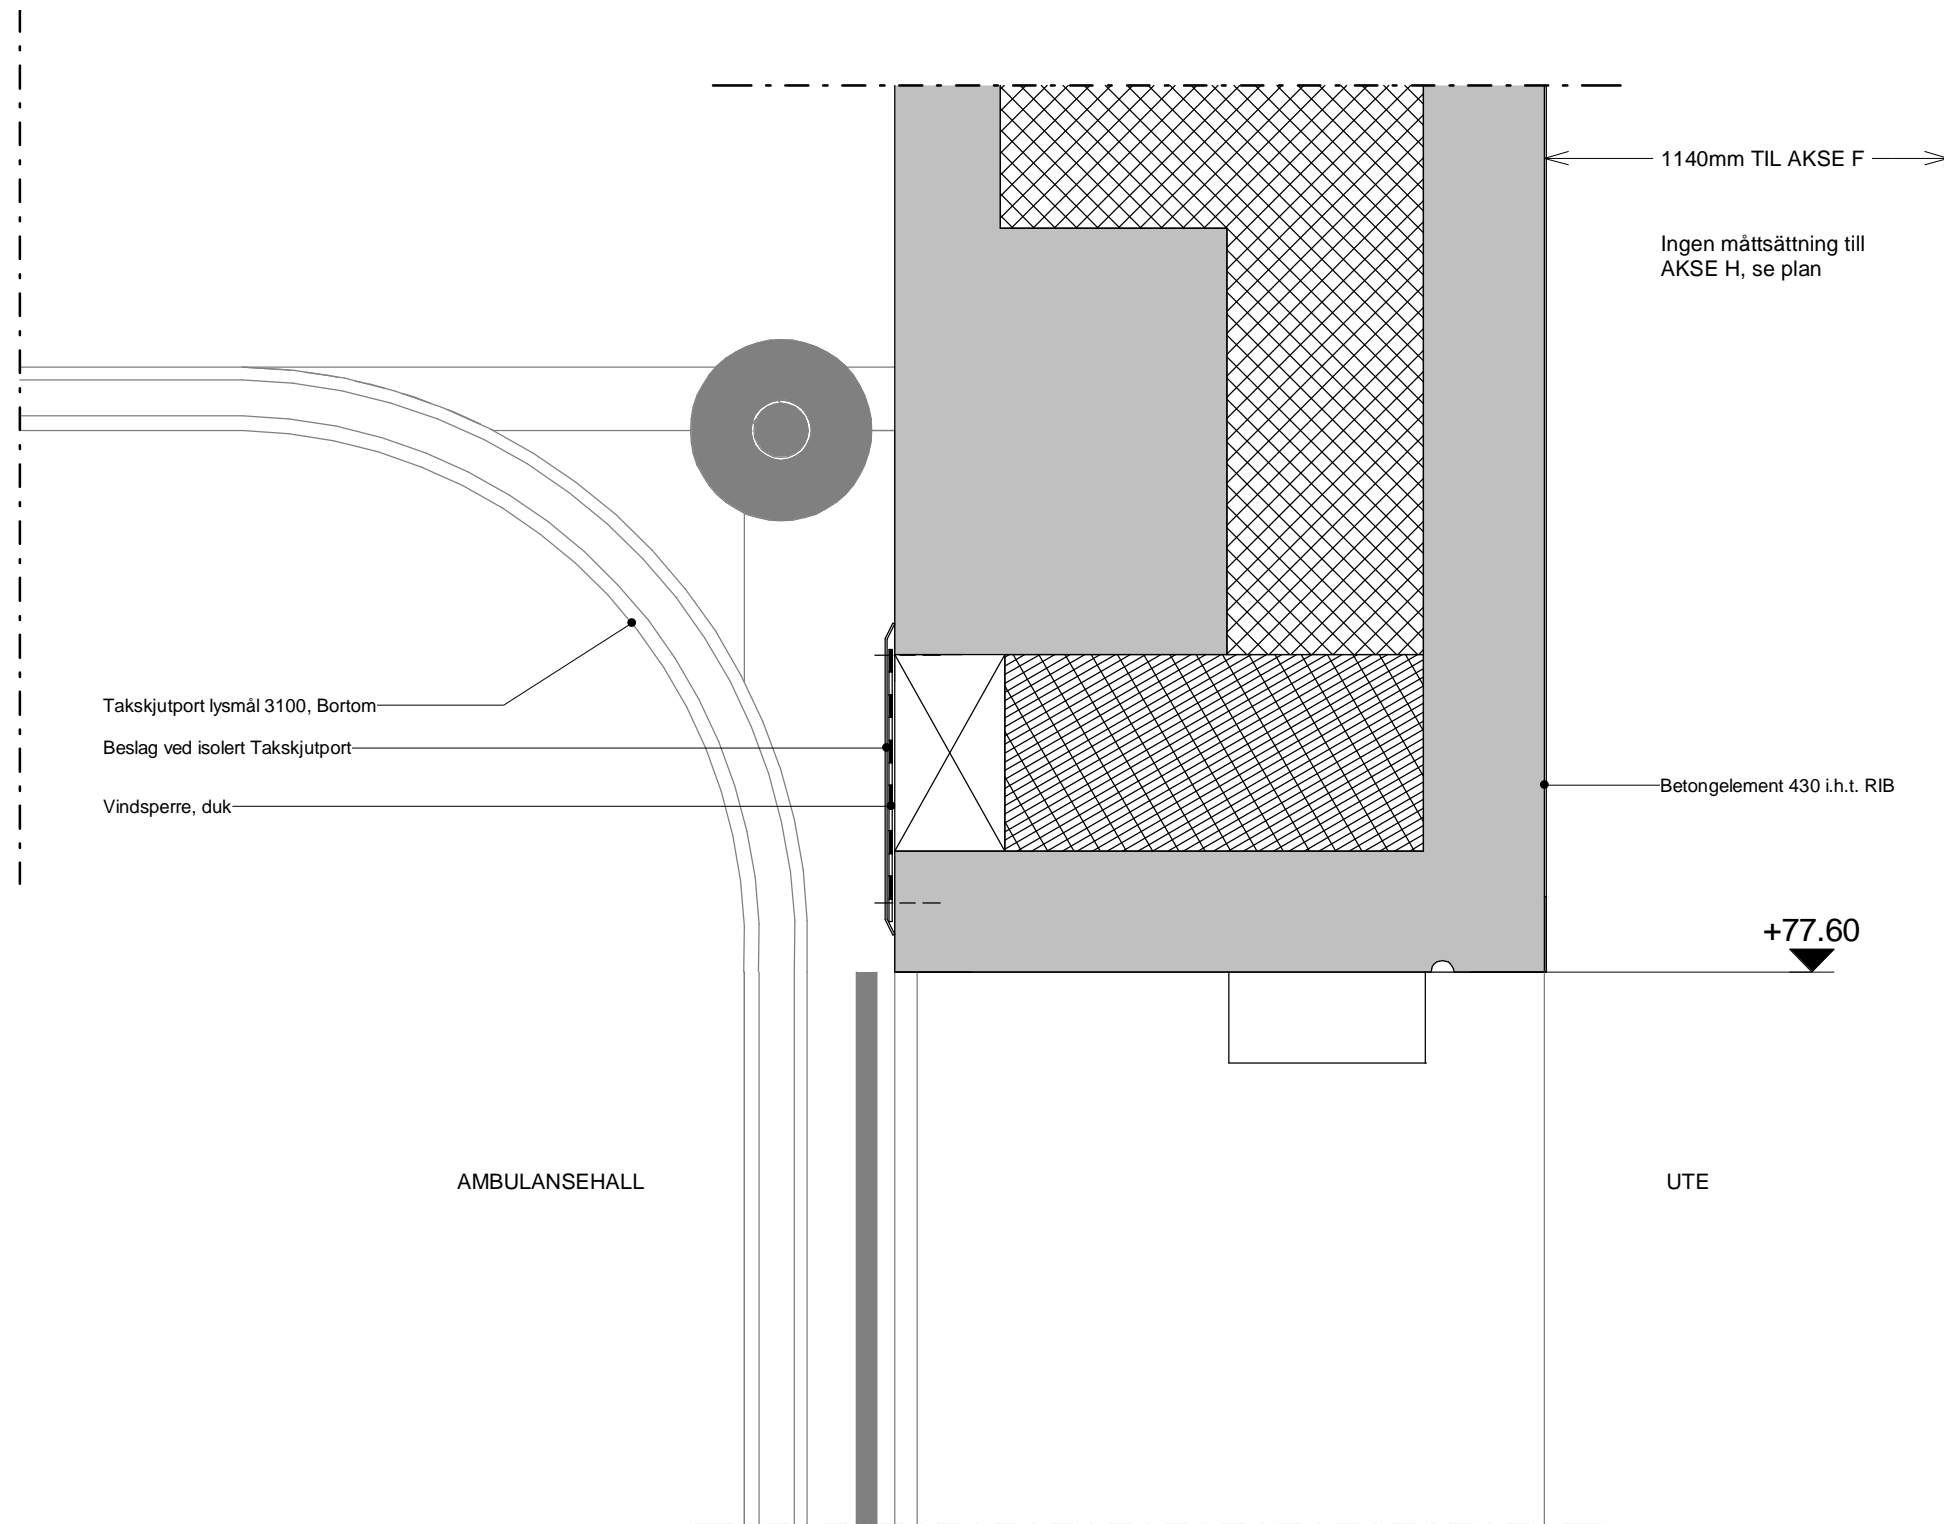 1140mm TIL AKSE F
Ingen måttsättning till
AKSE H, se plan
Takskjutport lysmål 3100, Bortom
Beslag ved isolert Takskjutport
Vindsperre, duk
Betongelement 430 i.h.t. RIB
+77.60
AMBULANSEHALL
UTE